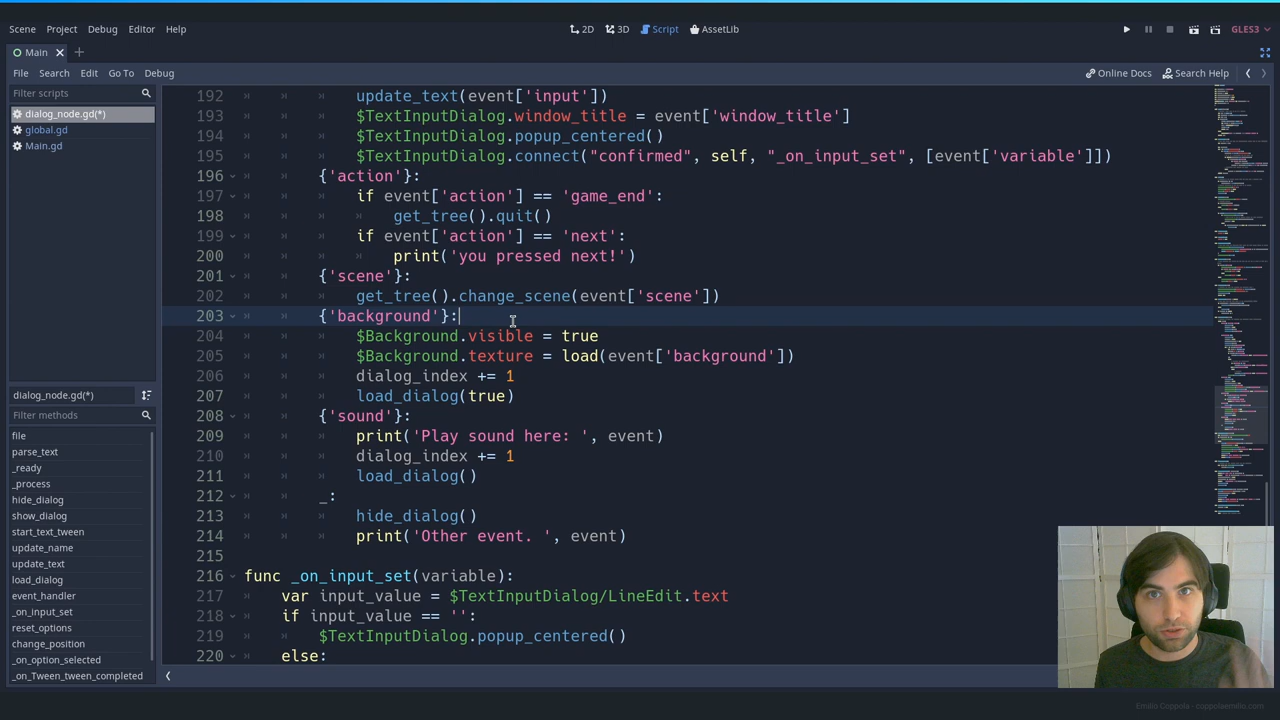 Scene Project Debug Editor Help 2D 3D Script AssetLib GLES3
Main
File Search Edit Go To Debug Online Docs Search Help
Filter scripts
dialog_node.gd(*)
global.gd
Main.gd
dialog_node.gd(*)
Filter methods
file
parse_text
_ready
_process
hide_dialog
show_dialog
start_text_tween
update_name
update_text
load_dialog
event_handler
_on_input_set
reset_options
change_position
_on_option_selected
_on_Tween_tween_completed
192 update_text(event['input'])
193 $TextInputDialog.window_title = event['window_title']
194 $TextInputDialog.popup_centered()
195 $TextInputDialog.connect("confirmed", self, "_on_input_set", [event['variable']])
196 {'action'}:
197 if event['action'] == 'game_end':
198 get_tree().quit()
199 if event['action'] == 'next':
200 print('you pressed next!')
201 {'scene'}:
202 get_tree().change_scene(event['scene'])
203 {'background'}:
204 $Background.visible = true
205 $Background.texture = load(event['background'])
206 dialog_index += 1
207 load_dialog(true)
208 {'sound'}:
209 print('Play sound here: ', event)
210 dialog_index += 1
211 load_dialog()
212 _:
213 hide_dialog()
214 print('Other event. ', event)
215
216 func _on_input_set(variable):
217 var input_value = $TextInputDialog/LineEdit.text
218 if input_value == '':
219 $TextInputDialog.popup_centered()
220 else:
Emilio Coppola - coppolaemilio.com